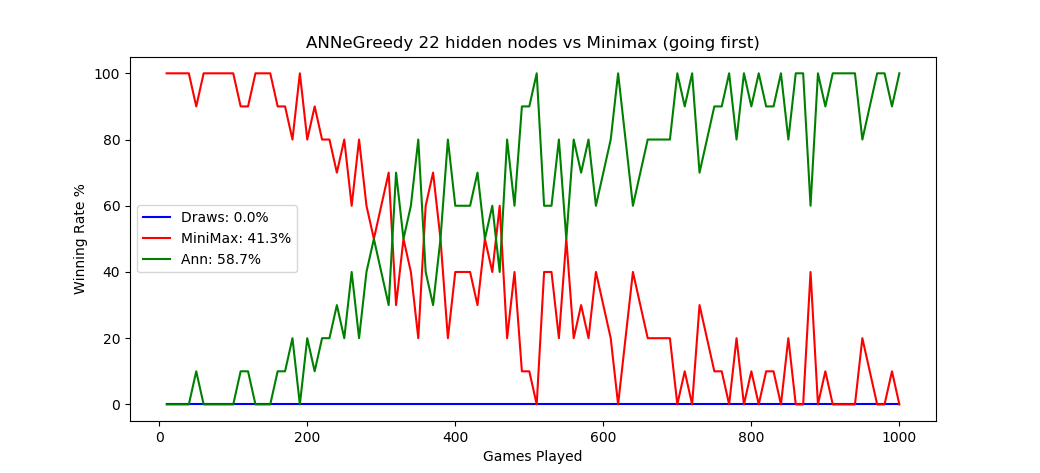 ANNeGreedy 22 hidden nodes vs Minimax (going first)
100
80
60
40
20
0
Winning Rate %
Draws: 0.0%
MiniMax: 41.3%
Ann: 58.7%
0 200 400 600 800 1000
Games Played